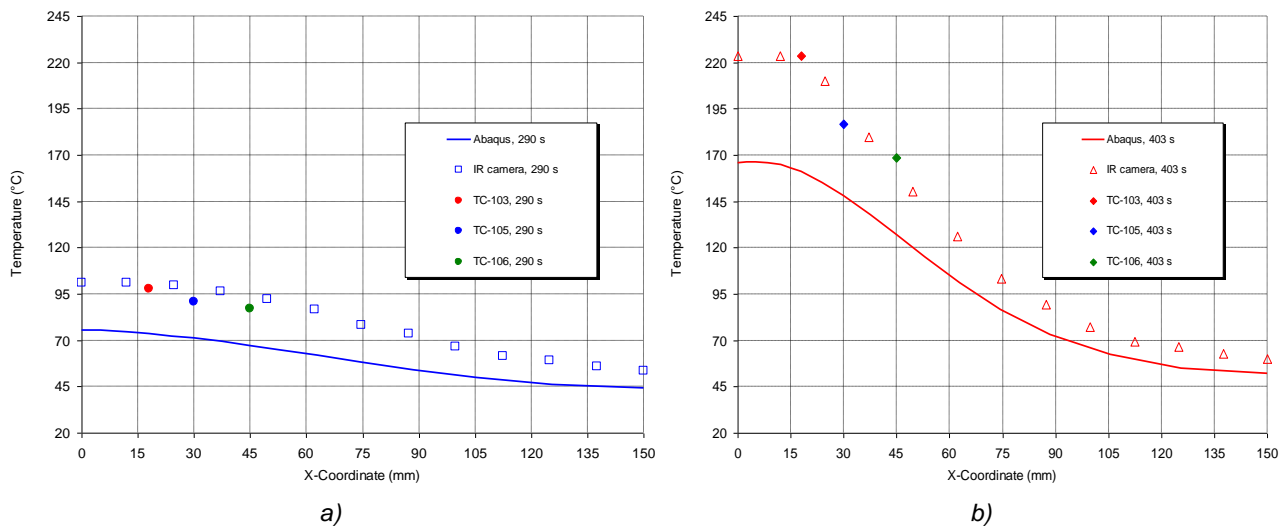 245
220
195
170
145
120
95
70
45
20
Temperature (°C)
0 15 30 45 60 75 90 105 120 135 150
X-Coordinate (mm)
Abaqus, 290 s
IR camera, 290 s
TC-103, 290 s
TC-105, 290 s
TC-106, 290 s
a)
245
220
195
170
145
120
95
70
45
20
Temperature (°C)
0 15 30 45 60 75 90 105 120 135 150
X-Coordinate (mm)
Abaqus, 403 s
IR camera, 403 s
TC-103, 403 s
TC-105, 403 s
TC-106, 403 s
b)